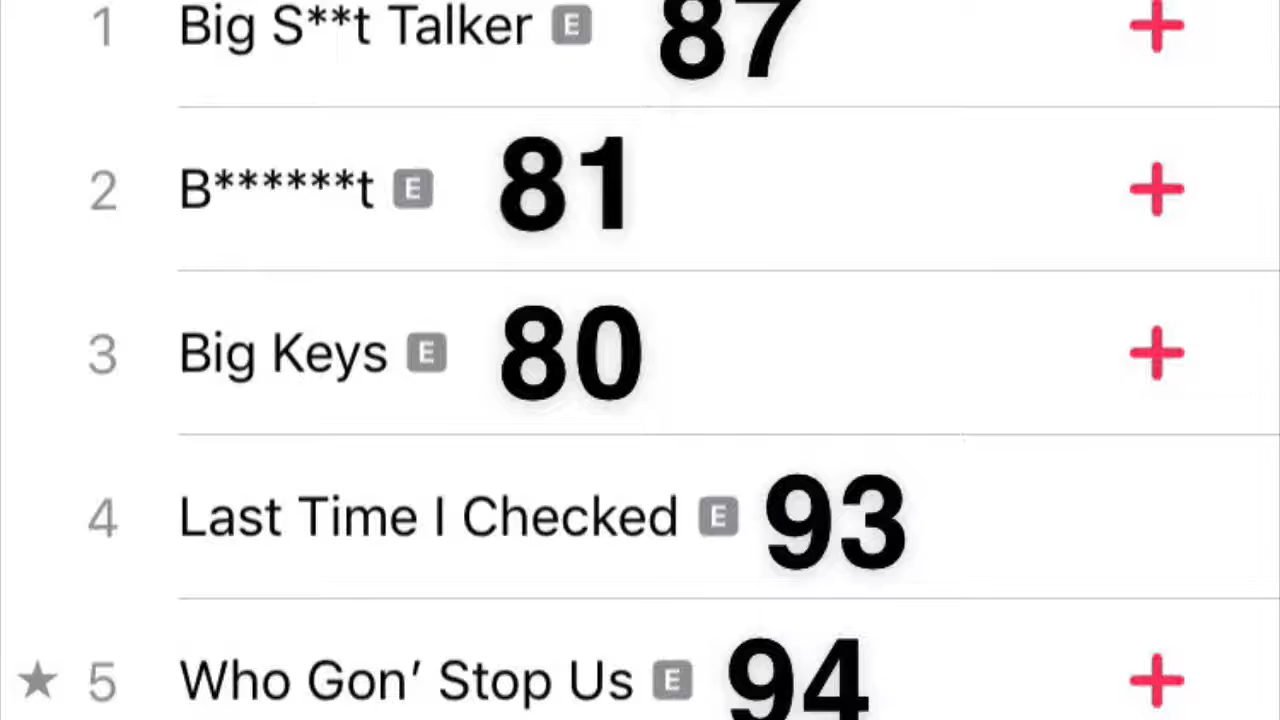 1 Big S**t Talker E 87
2 B******t E 81
3 Big Keys E 80
4 Last Time I Checked E 93
★ 5 Who Gon’ Stop Us E 94